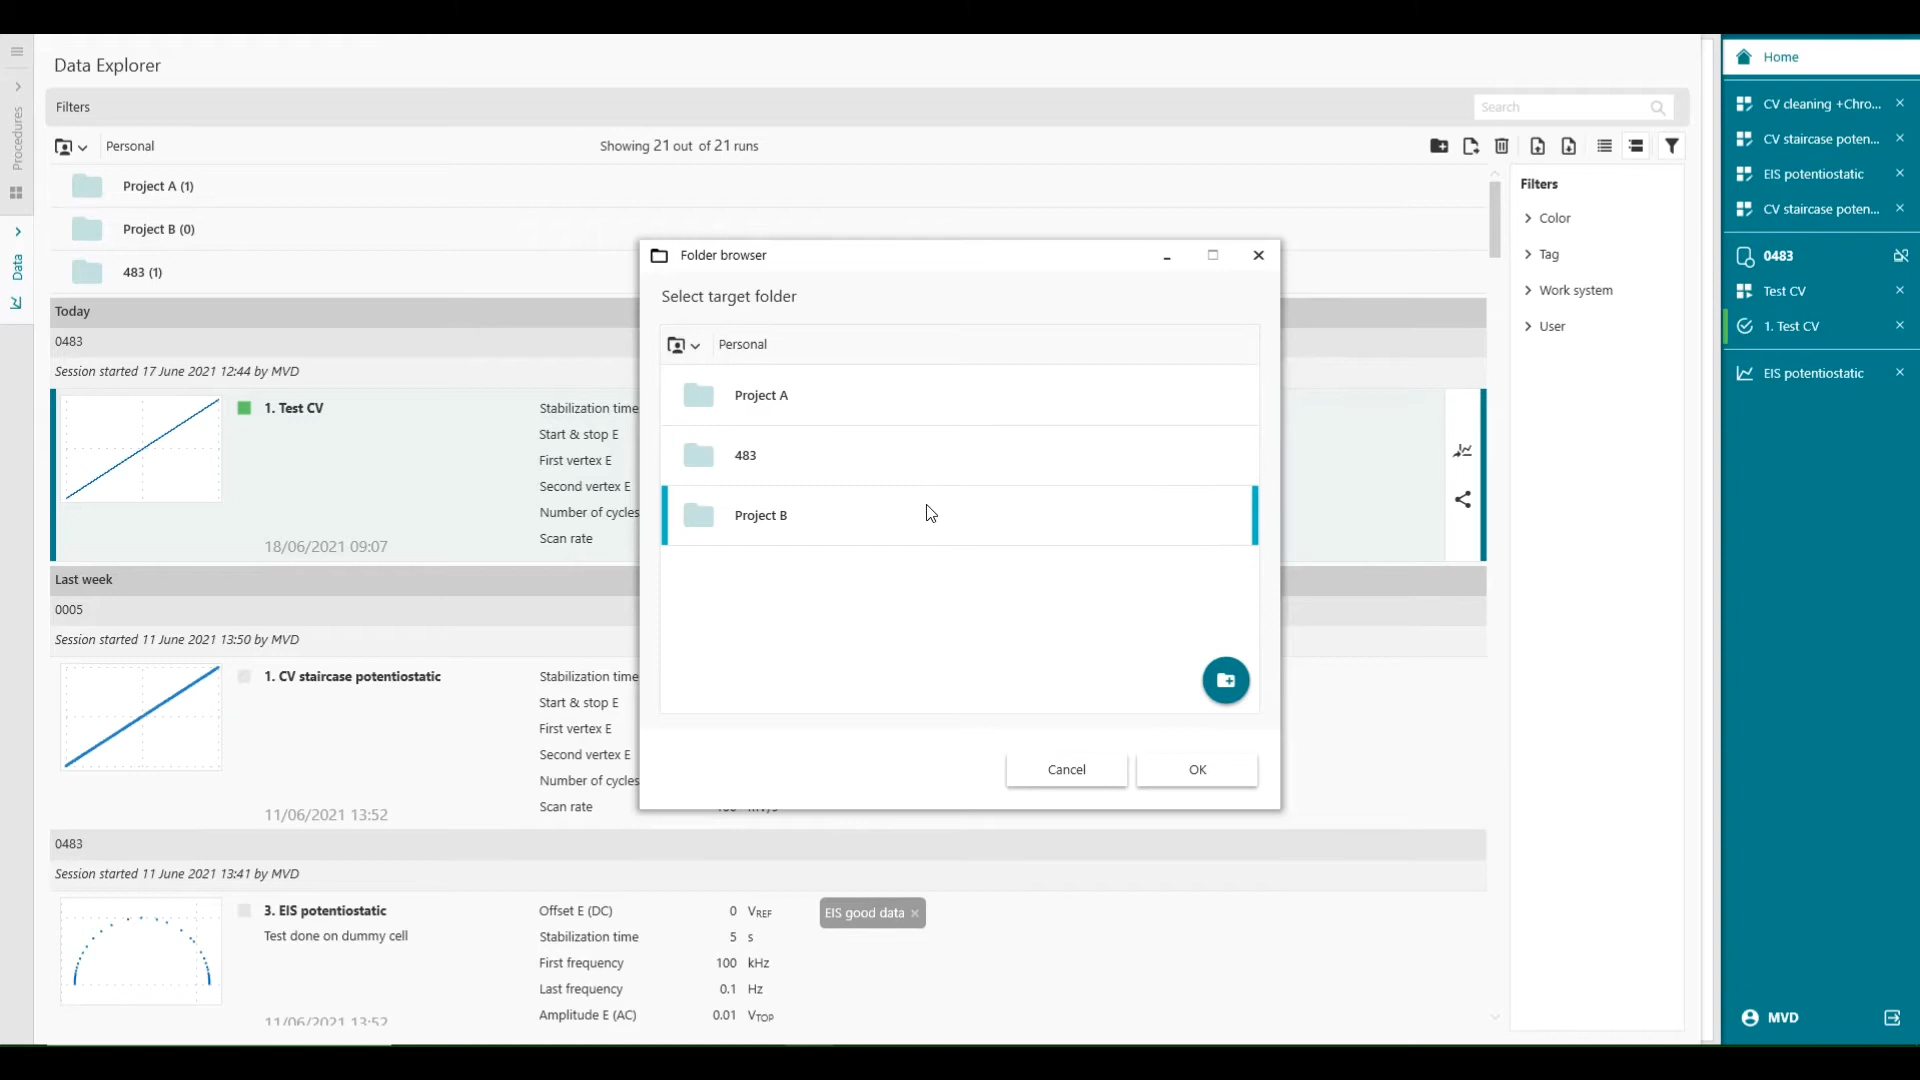 Data Explorer
Filters
Search
Personal
Showing 21 out of 21 runs
Project A (1)
Project B (0)
483 (1)
Today
0483
Session started 17 June 2021 12:44 by MVD
1. Test CV
18/06/2021 09:07
Stabilization time
Start & stop E
First vertex E
Second vertex E
Number of cycles
Scan rate
Last week
0005
Session started 11 June 2021 13:50 by MVD
1. CV staircase potentiostatic
11/06/2021 13:52
Stabilization time
Start & stop E
First vertex E
Second vertex E
Number of cycles
Scan rate
0483
Session started 11 June 2021 13:41 by MVD
3. EIS potentiostatic
Test done on dummy cell
11/06/2021 13:52
Offset E (DC) 0 VREF
Stabilization time 5 s
First frequency 100 kHz
Last frequency 0.1 Hz
Amplitude E (AC) 0.01 VTOP
EIS good data
Folder browser
Select target folder
Personal
Project A
483
Project B
Cancel
OK
Filters
Color
Tag
Work system
User
Procedures
Data
Home
CV cleaning +Chro...
CV staircase poten...
EIS potentiostatic
CV staircase poten...
0483
Test CV
1. Test CV
EIS potentiostatic
MVD